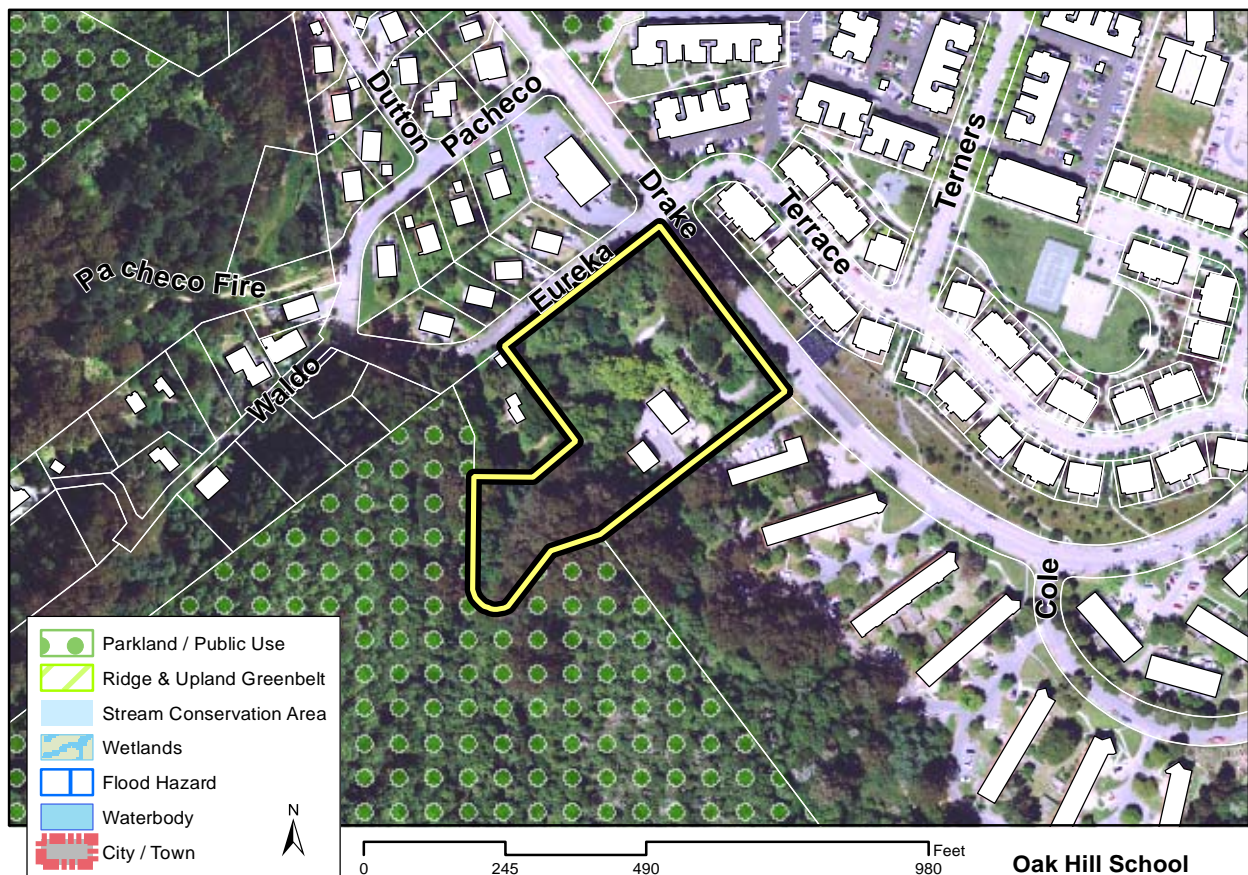 Dutton
Pacheco
Drake
Terrace
Terners
Eureka
Pa checo Fire
Waldo
Cole
Parkland / Public Use
Ridge & Upland Greenbelt
Stream Conservation Area
Wetlands
Flood Hazard
Waterbody
City / Town
N
Feet
0 245 490 980
Oak Hill School